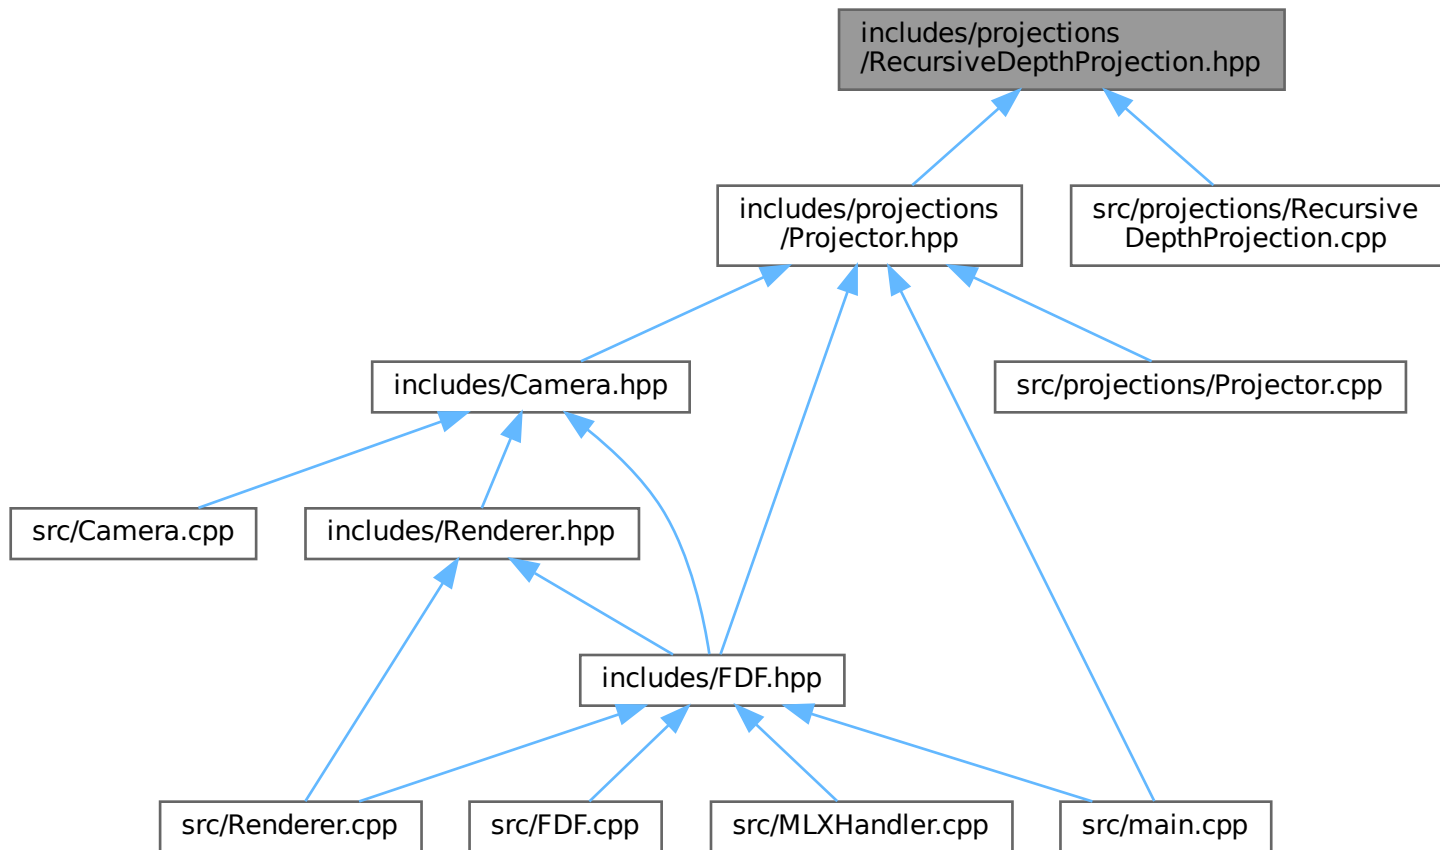 includes/projections
/RecursiveDepthProjection.hpp
includes/projections
/Projector.hpp
src/projections/Recursive
DepthProjection.cpp
includes/Camera.hpp
src/projections/Projector.cpp
src/Camera.cpp
includes/Renderer.hpp
includes/FDF.hpp
src/Renderer.cpp
src/FDF.cpp
src/MLXHandler.cpp
src/main.cpp